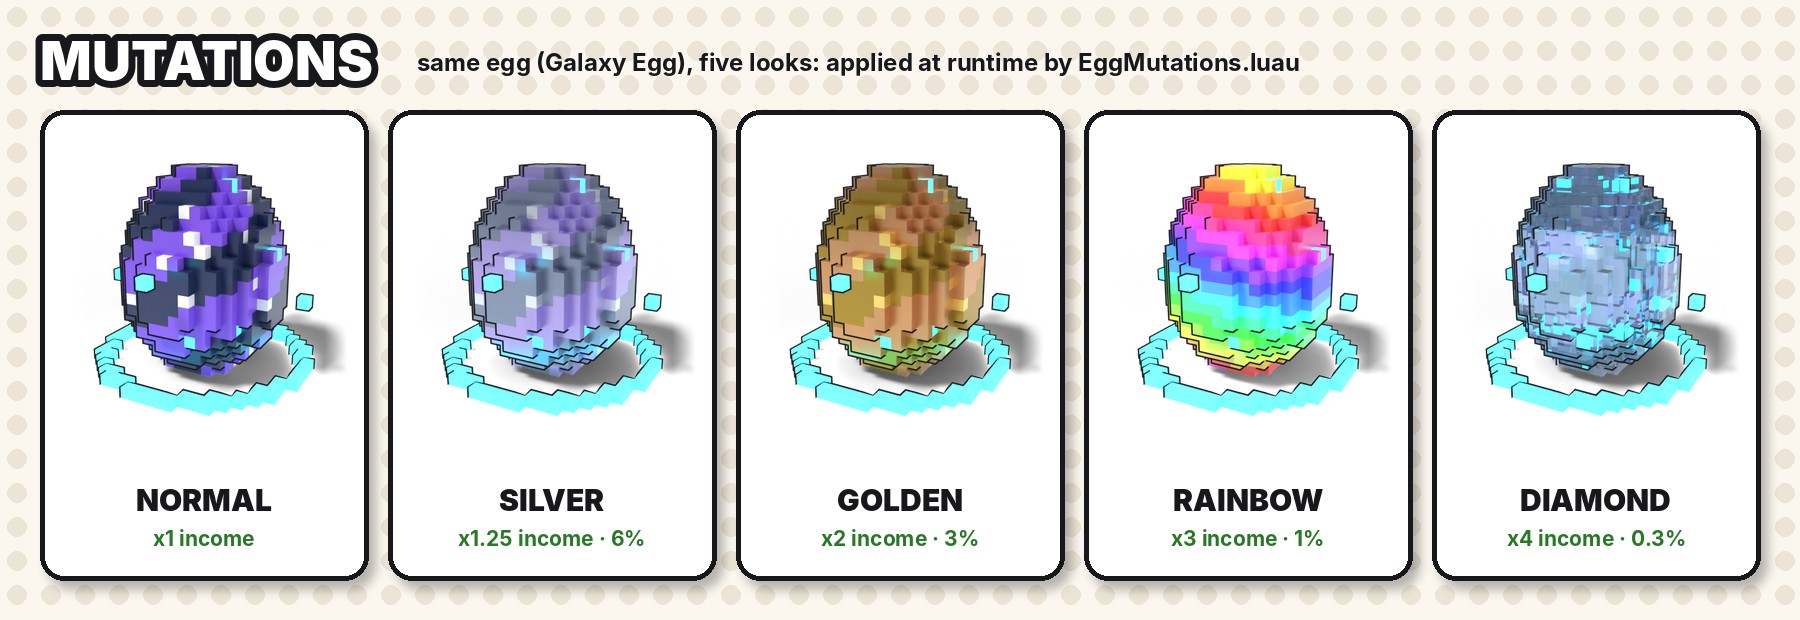 MUTATIONS
same egg (Galaxy Egg), five looks: applied at runtime by EggMutations.luau
NORMAL
x1 income
SILVER
x1.25 income · 6%
GOLDEN
x2 income · 3%
RAINBOW
x3 income · 1%
DIAMOND
x4 income · 0.3%